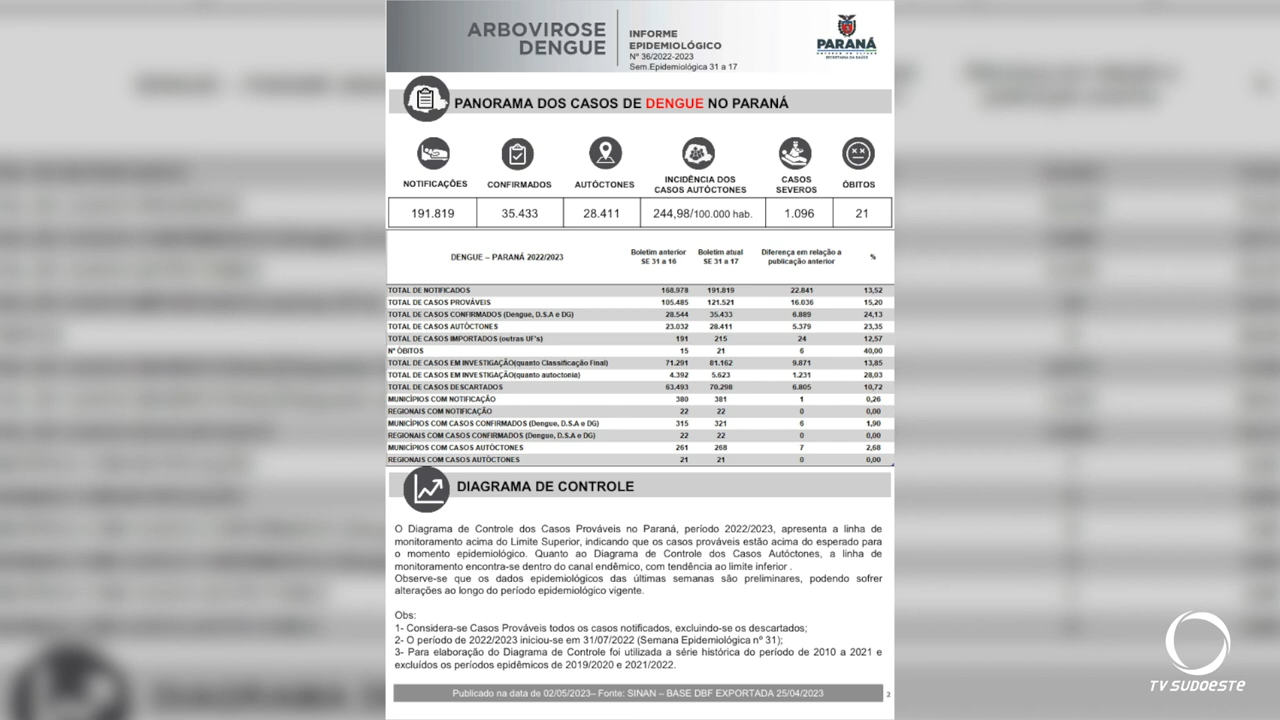 ARBOVIROSE
DENGUE
INFORME
EPIDEMIOLÓGICO
Nº 36/2022-2023
Sem.Epidemiológica 31 a 17
PARANÁ
GOVERNO DO ESTADO
SECRETARIA DA SAÚDE
PANORAMA DOS CASOS DE DENGUE NO PARANÁ
NOTIFICAÇÕES CONFIRMADOS AUTÓCTONES INCIDÊNCIA DOS CASOS AUTÓCTONES CASOS SEVEROS ÓBITOS
191.819 35.433 28.411 244,98/100.000 hab. 1.096 21
DENGUE – PARANÁ 2022/2023 Boletim anterior SE 31 a 16 Boletim atual SE 31 a 17 Diferença em relação a publicação anterior %
TOTAL DE NOTIFICADOS 168.978 191.819 22.841 13,52
TOTAL DE CASOS PROVÁVEIS 105.485 121.521 16.036 15,20
TOTAL DE CASOS CONFIRMADOS (Dengue, D.S.A e DG) 28.544 35.433 6.889 24,13
TOTAL DE CASOS AUTÓCTONES 23.032 28.411 5.379 23,35
TOTAL DE CASOS IMPORTADOS (outras UF's) 191 215 24 12,57
Nº ÓBITOS 15 21 6 40,00
TOTAL DE CASOS EM INVESTIGAÇÃO(quanto Classificação Final) 71.291 81.162 9.871 13,85
TOTAL DE CASOS EM INVESTIGAÇÃO(quanto autoctonia) 4.392 5.623 1.231 28,03
TOTAL DE CASOS DESCARTADOS 63.493 70.298 6.805 10,72
MUNICÍPIOS COM NOTIFICAÇÃO 380 381 1 0,26
REGIONAIS COM NOTIFICAÇÃO 22 22 0 0,00
MUNICÍPIOS COM CASOS CONFIRMADOS (Dengue, D.S.A e DG) 315 321 6 1,90
REGIONAIS COM CASOS CONFIRMADOS (Dengue, D.S.A e DG) 22 22 0 0,00
MUNICÍPIOS COM CASOS AUTÓCTONES 261 268 7 2,68
REGIONAIS COM CASOS AUTÓCTONES 21 21 0 0,00
DIAGRAMA DE CONTROLE
O Diagrama de Controle dos Casos Prováveis no Paraná, período 2022/2023, apresenta a linha de
monitoramento acima do Limite Superior, indicando que os casos prováveis estão acima do esperado para
o momento epidemiológico. Quanto ao Diagrama de Controle dos Casos Autóctones, a linha de
monitoramento encontra-se dentro do canal endêmico, com tendência ao limite inferior .
Observe-se que os dados epidemiológicos das últimas semanas são preliminares, podendo sofrer
alterações ao longo do período epidemiológico vigente.
Obs:
1- Considera-se Casos Prováveis todos os casos notificados, excluindo-se os descartados;
2- O período de 2022/2023 iniciou-se em 31/07/2022 (Semana Epidemiológica nº 31);
3- Para elaboração do Diagrama de Controle foi utilizada a série histórica do período de 2010 a 2021 e
excluídos os períodos epidêmicos de 2019/2020 e 2021/2022.
Publicado na data de 02/05/2023– Fonte: SINAN – BASE DBF EXPORTADA 25/04/2023
2
TV SUDOESTE